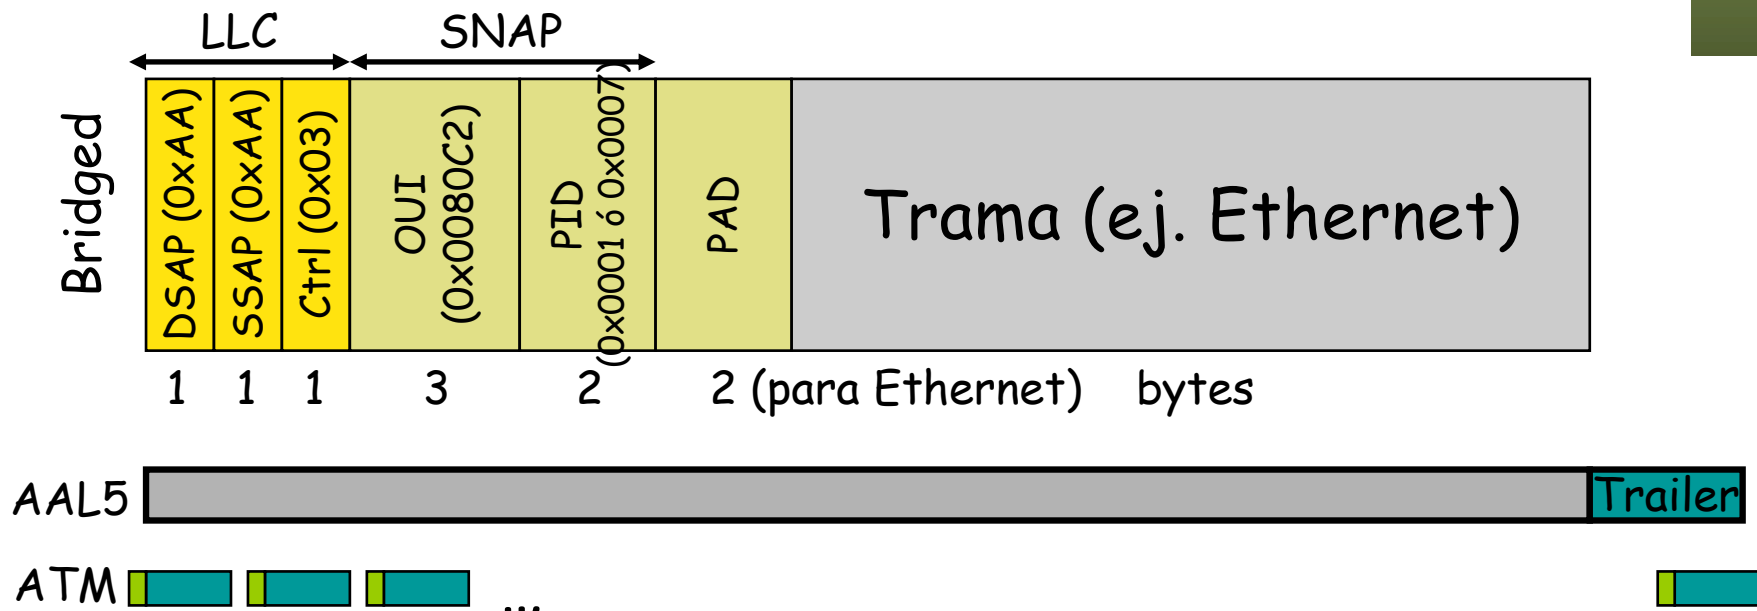 LLC SNAP
Bridged
DSAP (0xAA)
SSAP (0xAA)
Ctrl (0x03)
OUI
(0x0080C2)
PID
(0x0001 ó 0x0007)
PAD
Trama (ej. Ethernet)
1 1 1 3 2 2 (para Ethernet) bytes
AAL5 Trailer
ATM ...